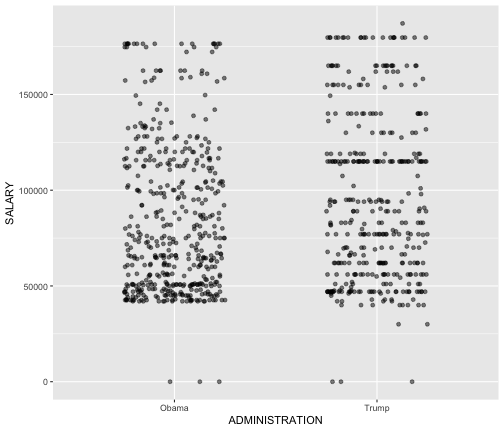 SALARY
150000
100000
50000
0
Obama
Trump
ADMINISTRATION